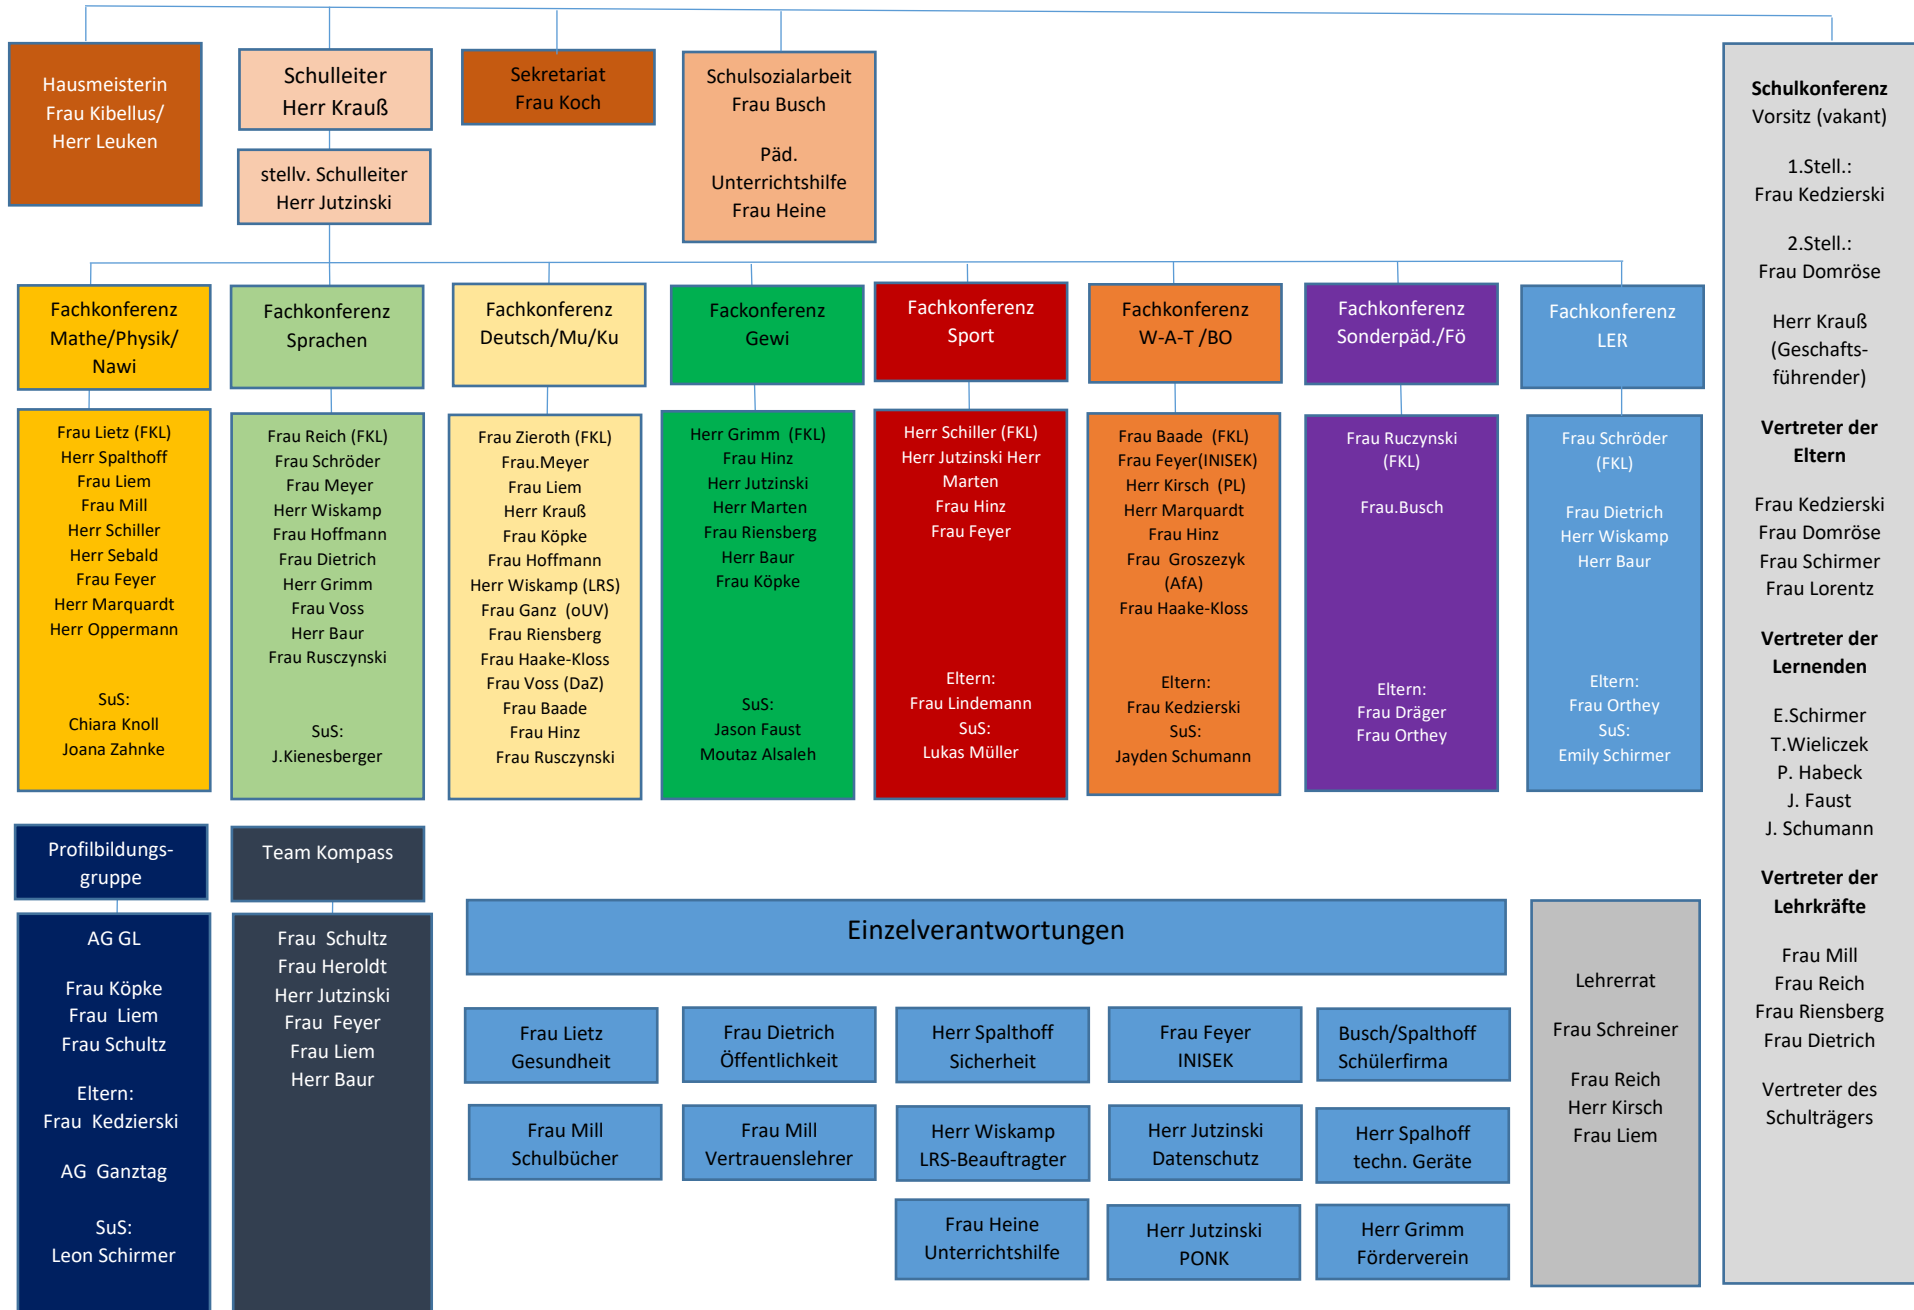 Hausmeisterin
Frau Kibellus/
Herr Leuken
Schulleiter
Herr Krauß
stellv. Schulleiter
Herr Jutzinski
Sekretariat
Frau Koch
Schulsozialarbeit
Frau Busch
Päd.
Unterrichtshilfe
Frau Heine
Fachkonferenz
Mathe/Physik/
Nawi
Frau Lietz (FKL)
Herr Spalthoff
Frau Liem
Frau Mill
Herr Schiller
Herr Sebald
Frau Feyer
Herr Marquardt
Herr Oppermann
SuS:
Chiara Knoll
Joana Zahnke
Fachkonferenz
Sprachen
Frau Reich (FKL)
Frau Schröder
Frau Meyer
Herr Wiskamp
Frau Hoffmann
Frau Dietrich
Herr Grimm
Frau Voss
Herr Baur
Frau Rusczynski
SuS:
J.Kienesberger
Fachkonferenz
Deutsch/Mu/Ku
Frau Zieroth (FKL)
Frau.Meyer
Frau Liem
Herr Krauß
Frau Köpke
Frau Hoffmann
Herr Wiskamp (LRS)
Frau Ganz (oUV)
Frau Riensberg
Frau Haake-Kloss
Frau Voss (DaZ)
Frau Baade
Frau Hinz
Frau Rusczynski
Fackonferenz
Gewi
Herr Grimm (FKL)
Frau Hinz
Herr Jutzinski
Herr Marten
Frau Riensberg
Herr Baur
Frau Köpke
SuS:
Jason Faust
Moutaz Alsaleh
Fachkonferenz
Sport
Herr Schiller (FKL)
Herr Jutzinski Herr
Marten
Frau Hinz
Frau Feyer
Eltern:
Frau Lindemann
SuS:
Lukas Müller
Fachkonferenz
W-A-T /BO
Frau Baade (FKL)
Frau Feyer(INISEK)
Herr Kirsch (PL)
Herr Marquardt
Frau Hinz
Frau Groszezyk
(AfA)
Frau Haake-Kloss
Eltern:
Frau Kedzierski
SuS:
Jayden Schumann
Fachkonferenz
Sonderpäd./Fö
Frau Ruczynski
(FKL)
Frau.Busch
Eltern:
Frau Dräger
Frau Orthey
Fachkonferenz
LER
Frau Schröder
(FKL)
Frau Dietrich
Herr Wiskamp
Herr Baur
Eltern:
Frau Orthey
SuS:
Emily Schirmer
Schulkonferenz
Vorsitz (vakant)
1.Stell.:
Frau Kedzierski
2.Stell.:
Frau Domröse
Herr Krauß
(Geschafts-
führender)
Vertreter der
Eltern
Frau Kedzierski
Frau Domröse
Frau Schirmer
Frau Lorentz
Vertreter der
Lernenden
E.Schirmer
T.Wieliczek
P. Habeck
J. Faust
J. Schumann
Vertreter der
Lehrkräfte
Frau Mill
Frau Reich
Frau Riensberg
Frau Dietrich
Vertreter des
Schulträgers
Profilbildungs-
gruppe
AG GL
Frau Köpke
Frau Liem
Frau Schultz
Eltern:
Frau Kedzierski
AG Ganztag
SuS:
Leon Schirmer
Team Kompass
Frau Schultz
Frau Heroldt
Herr Jutzinski
Frau Feyer
Frau Liem
Herr Baur
Einzelverantwortungen
Frau Lietz
Gesundheit
Frau Dietrich
Öffentlichkeit
Herr Spalthoff
Sicherheit
Frau Feyer
INISEK
Busch/Spalthoff
Schülerfirma
Frau Mill
Schulbücher
Frau Mill
Vertrauenslehrer
Herr Wiskamp
LRS-Beauftragter
Herr Jutzinski
Datenschutz
Herr Spalhoff
techn. Geräte
Frau Heine
Unterrichtshilfe
Herr Jutzinski
PONK
Herr Grimm
Förderverein
Lehrerrat
Frau Schreiner
Frau Reich
Herr Kirsch
Frau Liem